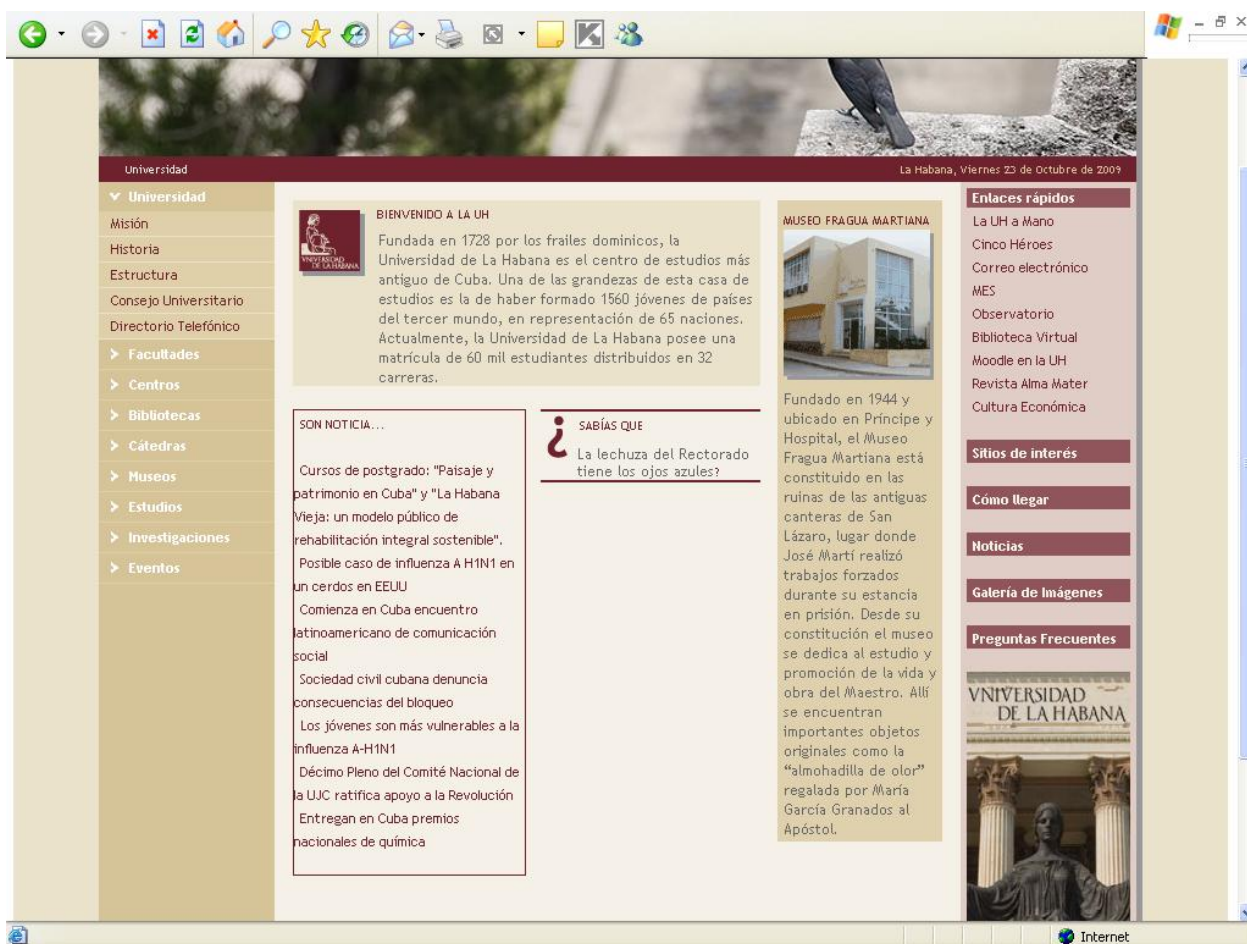 Universidad
La Habana, Viernes 23 de Octubre de 2009
Universidad
Misión
Historia
Estructura
Consejo Universitario
Directorio Telefónico
Facultades
Centros
Bibliotecas
Cátedras
Museos
Estudios
Investigaciones
Eventos
VNIVERSIDAD
DE LA HABANA
BIENVENIDO A LA UH
Fundada en 1728 por los frailes dominicos, la
Universidad de La Habana es el centro de estudios más
antiguo de Cuba. Una de las grandezas de esta casa de
estudios es la de haber formado 1560 jóvenes de países
del tercer mundo, en representación de 65 naciones.
Actualmente, la Universidad de La Habana posee una
matrícula de 60 mil estudiantes distribuidos en 32
carreras.
SON NOTICIA...
Cursos de postgrado: "Paisaje y
patrimonio en Cuba" y "La Habana
Vieja: un modelo público de
rehabilitación integral sostenible".
Posible caso de influenza A H1N1 en
un cerdos en EEUU
Comienza en Cuba encuentro
latinoamericano de comunicación
social
Sociedad civil cubana denuncia
consecuencias del bloqueo
Los jóvenes son más vulnerables a la
influenza A-H1N1
Décimo Pleno del Comité Nacional de
la UJC ratifica apoyo a la Revolución
Entregan en Cuba premios
nacionales de química
¿
SABÍAS QUE
La lechuza del Rectorado
tiene los ojos azules?
MUSEO FRAGUA MARTIANA
Fundado en 1944 y
ubicado en Príncipe y
Hospital, el Museo
Fragua Martiana está
constituido en las
ruinas de las antiguas
canteras de San
Lázaro, lugar donde
José Martí realizó
trabajos forzados
durante su estancia
en prisión. Desde su
constitución el museo
se dedica al estudio y
promoción de la vida y
obra del Maestro. Allí
se encuentran
importantes objetos
originales como la
“almohadilla de olor”
regalada por María
García Granados al
Apóstol.
Enlaces rápidos
La UH a Mano
Cinco Héroes
Correo electrónico
MES
Observatorio
Biblioteca Virtual
Moodle en la UH
Revista Alma Mater
Cultura Económica
Sitios de interés
Cómo llegar
Noticias
Galería de Imágenes
Preguntas Frecuentes
VNIVERSIDAD
DE LA HABANA
Internet